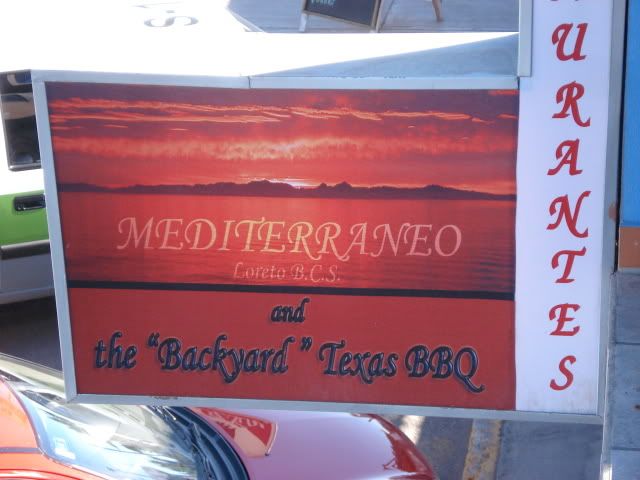 MEDITERRANEO
Loreto B.C.S.
and
the "Backyard" Texas BBQ
URANTES